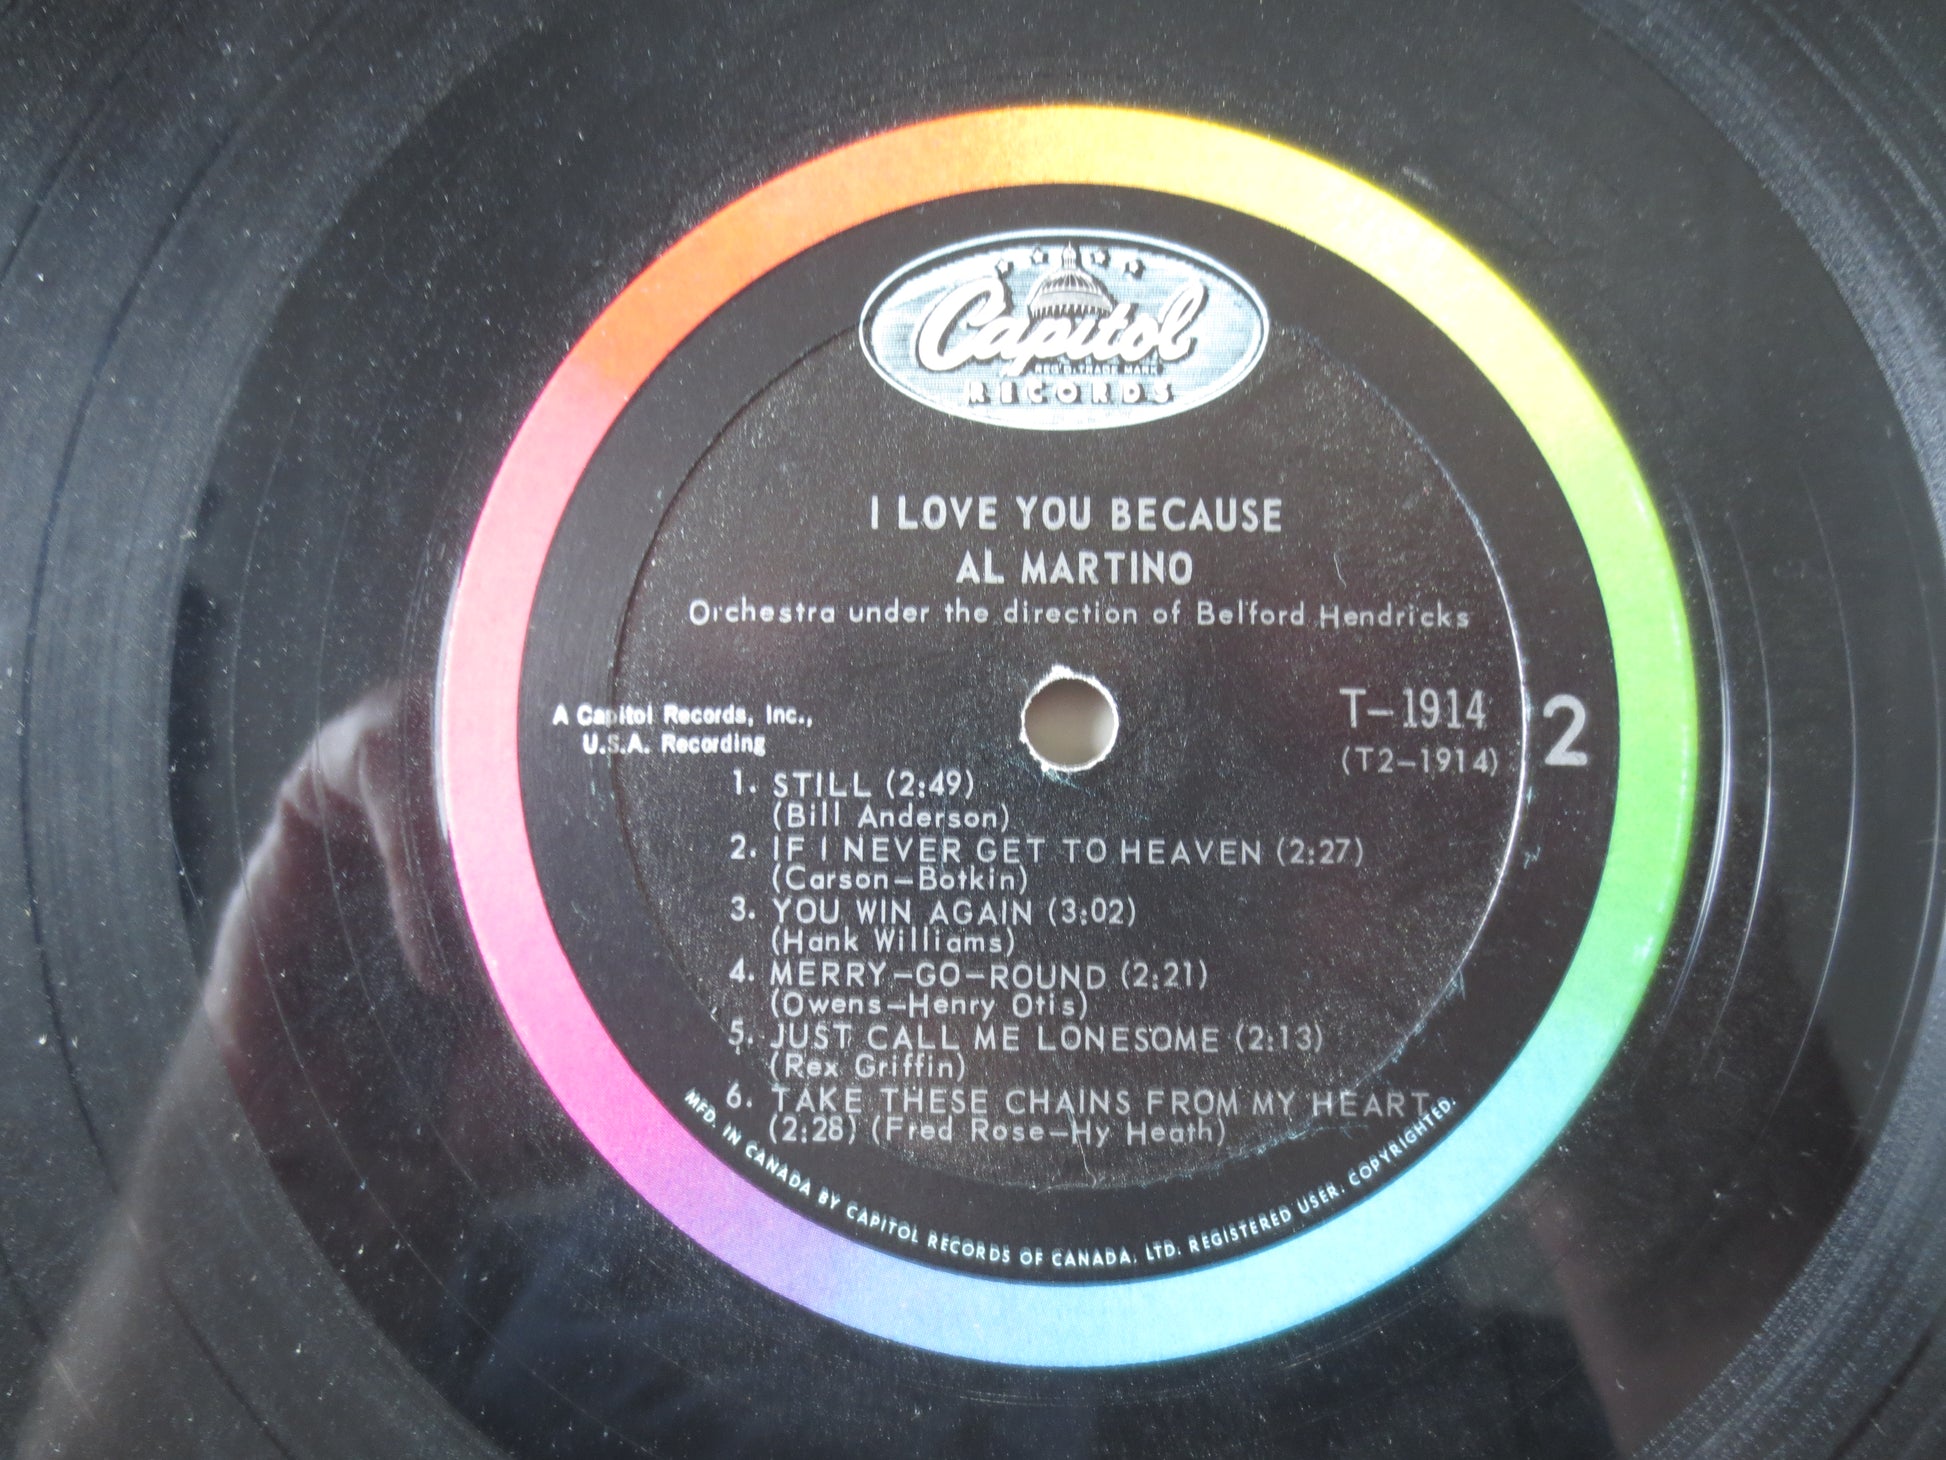 Capitol
REG'D. TRADE MARK
RECORDS
I LOVE YOU BECAUSE
AL MARTINO
Orchestra under the direction of Belford Hendricks
A Capitol Records, Inc.,
U.S.A. Recording
T-1914
(T2-1914)
2
1. STILL (2:49)
(Bill Anderson)
2. IF I NEVER GET TO HEAVEN (2:27)
(Carson-Botkin)
3. YOU WIN AGAIN (3:02)
(Hank Williams)
4. MERRY-GO-ROUND (2:21)
(Owens-Henry Otis)
5. JUST CALL ME LONESOME (2:13)
(Rex Griffin)
6. TAKE THESE CHAINS FROM MY HEART
(2:28) (Fred Rose-Hy Heath)
MFD. IN CANADA BY CAPITOL RECORDS OF CANADA, LTD. REGISTERED USER. COPYRIGHTED.